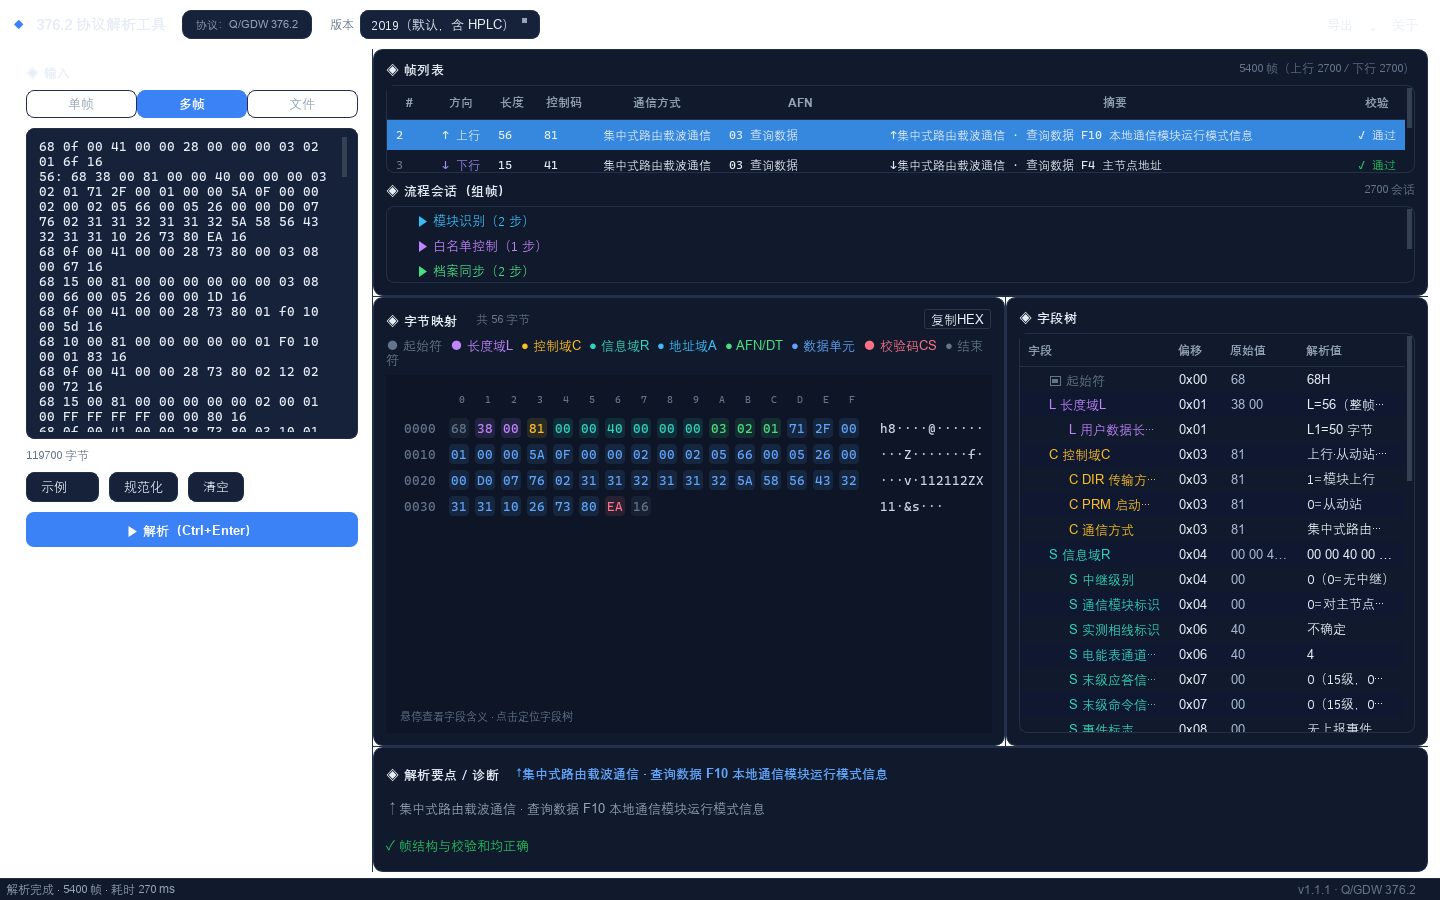 ◆ 376.2 协议解析工具 协议: Q/GDW 376.2 版本 2019（默认，含 HPLC） 导出 关于
◈ 输入
单帧 多帧 文件
68 0f 00 41 00 00 28 00 00 00 03 02
01 6f 16
56: 68 38 00 81 00 00 40 00 00 00 03
02 01 71 2F 00 01 00 00 5A 0F 00 00
02 00 02 05 66 00 05 26 00 00 D0 07
76 02 31 31 32 31 31 32 5A 58 56 43
32 31 31 10 26 73 80 EA 16
68 0f 00 41 00 00 28 73 80 00 03 08
00 67 16
68 15 00 81 00 00 00 00 00 00 03 08
00 66 00 05 26 00 00 1D 16
68 0f 00 41 00 00 28 73 80 01 f0 10
00 5d 16
68 10 00 81 00 00 00 00 00 01 F0 10
00 01 83 16
68 0f 00 41 00 00 28 73 80 02 12 02
00 72 16
68 15 00 81 00 00 00 00 00 02 00 01
00 FF FF FF FF 00 00 80 16
68 0f 00 41 00 00 28 73 80 03 10 01
119700 字节
示例 规范化 清空
▶ 解析（Ctrl+Enter）
◈ 帧列表 5400 帧（上行 2700 / 下行 2700）
# 方向 长度 控制码 通信方式 AFN 摘要 校验
2 ↑ 上行 56 81 集中式路由载波通信 03 查询数据 ↑集中式路由载波通信 · 查询数据 F10 本地通信模块运行模式信息 ✓ 通过
3 ↓ 下行 15 41 集中式路由载波通信 03 查询数据 ↓集中式路由载波通信 · 查询数据 F4 主节点地址 ✓ 通过
◈ 流程会话（组帧） 2700 会话
▶ 模块识别（2 步）
▶ 白名单控制（1 步）
▶ 档案同步（2 步）
◈ 字节映射 共 56 字节 复制HEX
● 起始符 ● 长度域L ● 控制域C ● 信息域R ● 地址域A ● AFN/DT ● 数据单元 ● 校验码CS ● 结束
符
0 1 2 3 4 5 6 7 8 9 A B C D E F
0000 68 38 00 81 00 00 40 00 00 00 03 02 01 71 2F 00 h8····@······
0010 01 00 00 5A 0F 00 00 02 00 02 05 66 00 05 26 00 ···Z·······f·
0020 00 D0 07 76 02 31 31 32 31 31 32 5A 58 56 43 32 ···v·112112ZX
0030 31 31 10 26 73 80 EA 16 11·&s···
悬停查看字段含义 · 点击定位字段树
◈ 字段树
字段 偏移 原始值 解析值
起始符 0x00 68 68H
L 长度域L 0x01 38 00 L=56（整帧···
L 用户数据长··· 0x01 L1=50 字节
C 控制域C 0x03 81 上行·从动站···
C DIR 传输方··· 0x03 81 1=模块上行
C PRM 启动··· 0x03 81 0=从动站
C 通信方式 0x03 81 集中式路由···
S 信息域R 0x04 00 00 4... 00 00 40 00 ...
S 中继级别 0x04 00 0（0=无中继）
S 通信模块标识 0x04 00 0=对主节点···
S 实测相线标识 0x06 40 不确定
S 电能表通道··· 0x06 40 4
S 末级应答信··· 0x07 00 0（15级，0···
S 末级命令信··· 0x07 00 0（15级，0···
S 事件标志 0x08 00 无上报事件
◈ 解析要点 / 诊断 ↑集中式路由载波通信 · 查询数据 F10 本地通信模块运行模式信息
↑集中式路由载波通信 · 查询数据 F10 本地通信模块运行模式信息
✓ 帧结构与校验和均正确
解析完成 · 5400 帧 · 耗时 270 ms v1.1.1 · Q/GDW 376.2